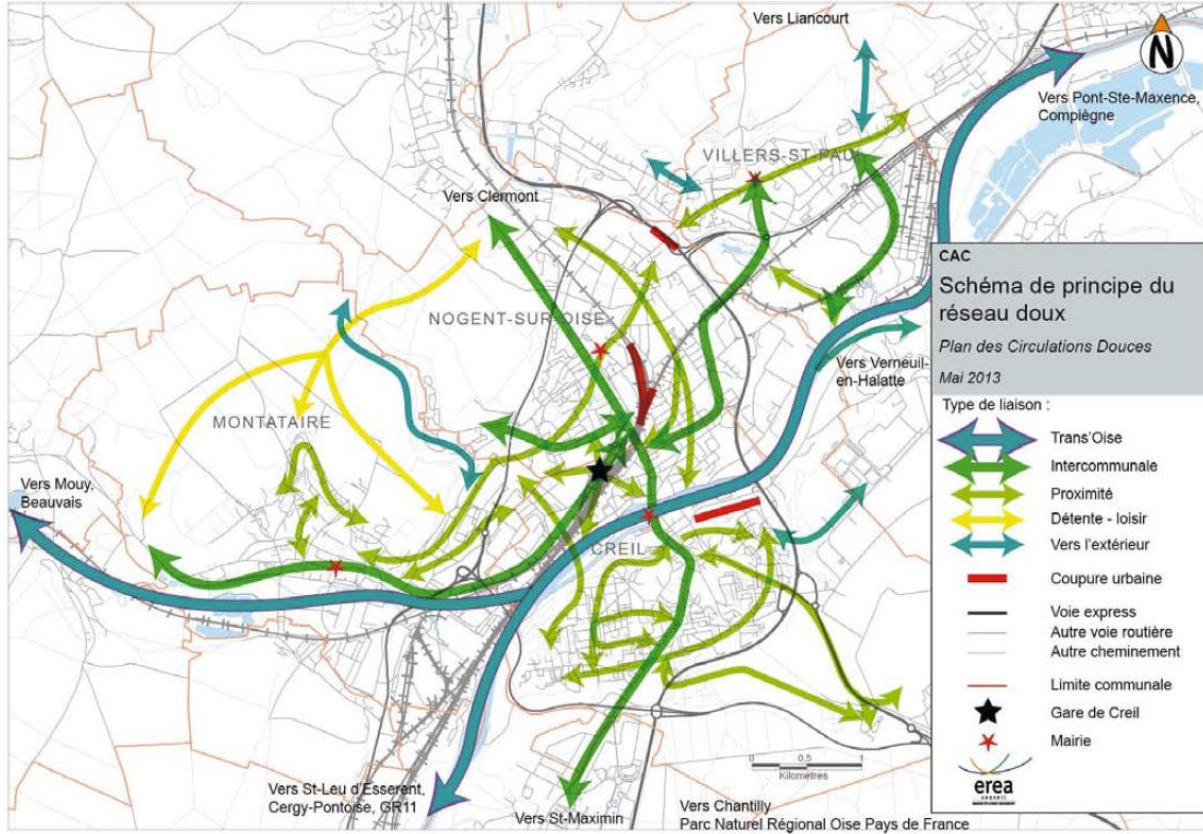 Vers Liancourt
N
Vers Pont-Ste-Maxence,
Compiègne
VILLERS-ST-PAUL
Vers Clermont
NOGENT-SUR-OISE
Vers Verneuil-
en-Halatte
MONTATAIRE
Vers Mouy,
Beauvais
CREIL
Vers St-Leu d'Esserent,
Cergy-Pontoise, GR11
Vers St-Maximin
Vers Chantilly
Parc Naturel Régional Oise Pays de France
0 0,5 1
Kilomètres
CAC
Schéma de principe du
réseau doux
Plan des Circulations Douces
Mai 2013
Type de liaison :
Trans'Oise
Intercommunale
Proximité
Détente - loisir
Vers l'extérieur
Coupure urbaine
Voie express
Autre voie routière
Autre cheminement
Limite communale
Gare de Creil
Mairie
erea
conseil